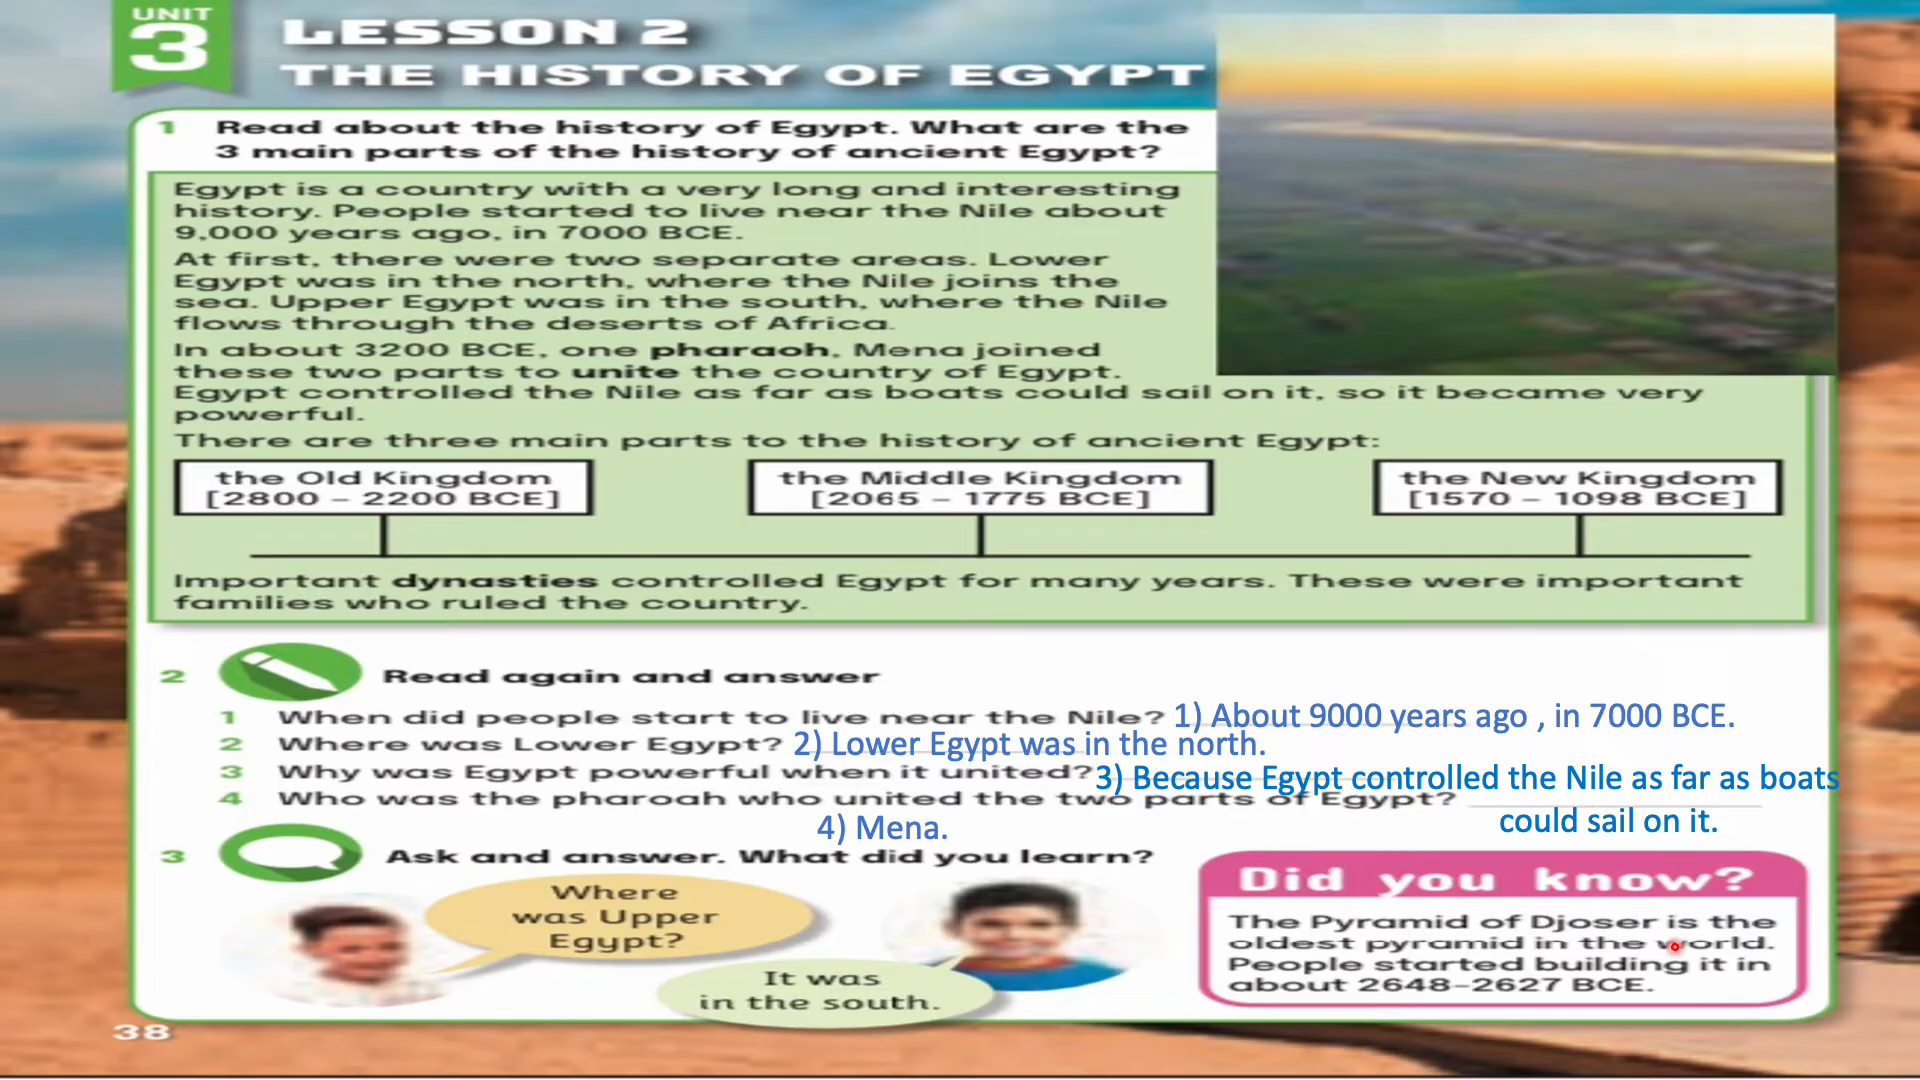 UNIT
3
LESSON 2
THE HISTORY OF EGYPT
1 Read about the history of Egypt. What are the
3 main parts of the history of ancient Egypt?
Egypt is a country with a very long and interesting
history. People started to live near the Nile about
9,000 years ago, in 7000 BCE.
At first, there were two separate areas. Lower
Egypt was in the north, where the Nile joins the
sea. Upper Egypt was in the south, where the Nile
flows through the deserts of Africa.
In about 3200 BCE, one pharaoh, Mena joined
these two parts to unite the country of Egypt.
Egypt controlled the Nile as far as boats could sail on it, so it became very
powerful.
There are three main parts to the history of ancient Egypt:
the Old Kingdom
[2800 – 2200 BCE]
the Middle Kingdom
[2065 – 1775 BCE]
the New Kingdom
[1570 – 1098 BCE]
Important dynasties controlled Egypt for many years. These were important
families who ruled the country.
2 Read again and answer
1 When did people start to live near the Nile? 1) About 9000 years ago , in 7000 BCE.
2 Where was Lower Egypt? 2) Lower Egypt was in the north.
3 Why was Egypt powerful when it united? 3) Because Egypt controlled the Nile as far as boats
4 Who was the pharoah who united the two parts of Egypt?
could sail on it.
4) Mena.
3 Ask and answer. What did you learn?
Where
was Upper
Egypt?
It was
in the south.
Did you know?
The Pyramid of Djoser is the
oldest pyramid in the world.
People started building it in
about 2648–2627 BCE.
38